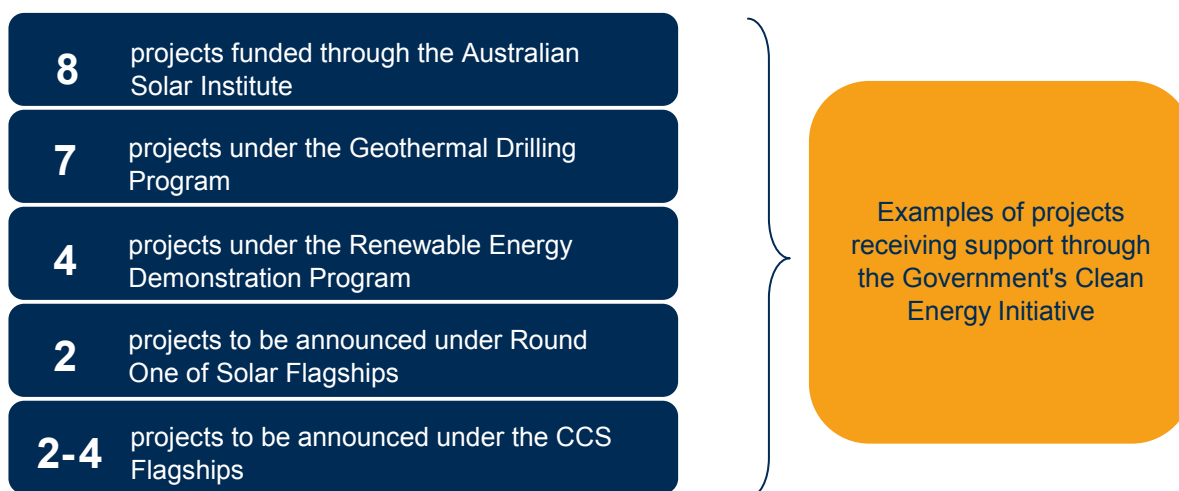 8
projects funded through the Australian
Solar Institute
7
projects under the Geothermal Drilling
Program
4
projects under the Renewable Energy
Demonstration Program
2
projects to be announced under Round
One of Solar Flagships
2-4
projects to be announced under the CCS
Flagships
Examples of projects
receiving support through
the Government's Clean
Energy Initiative